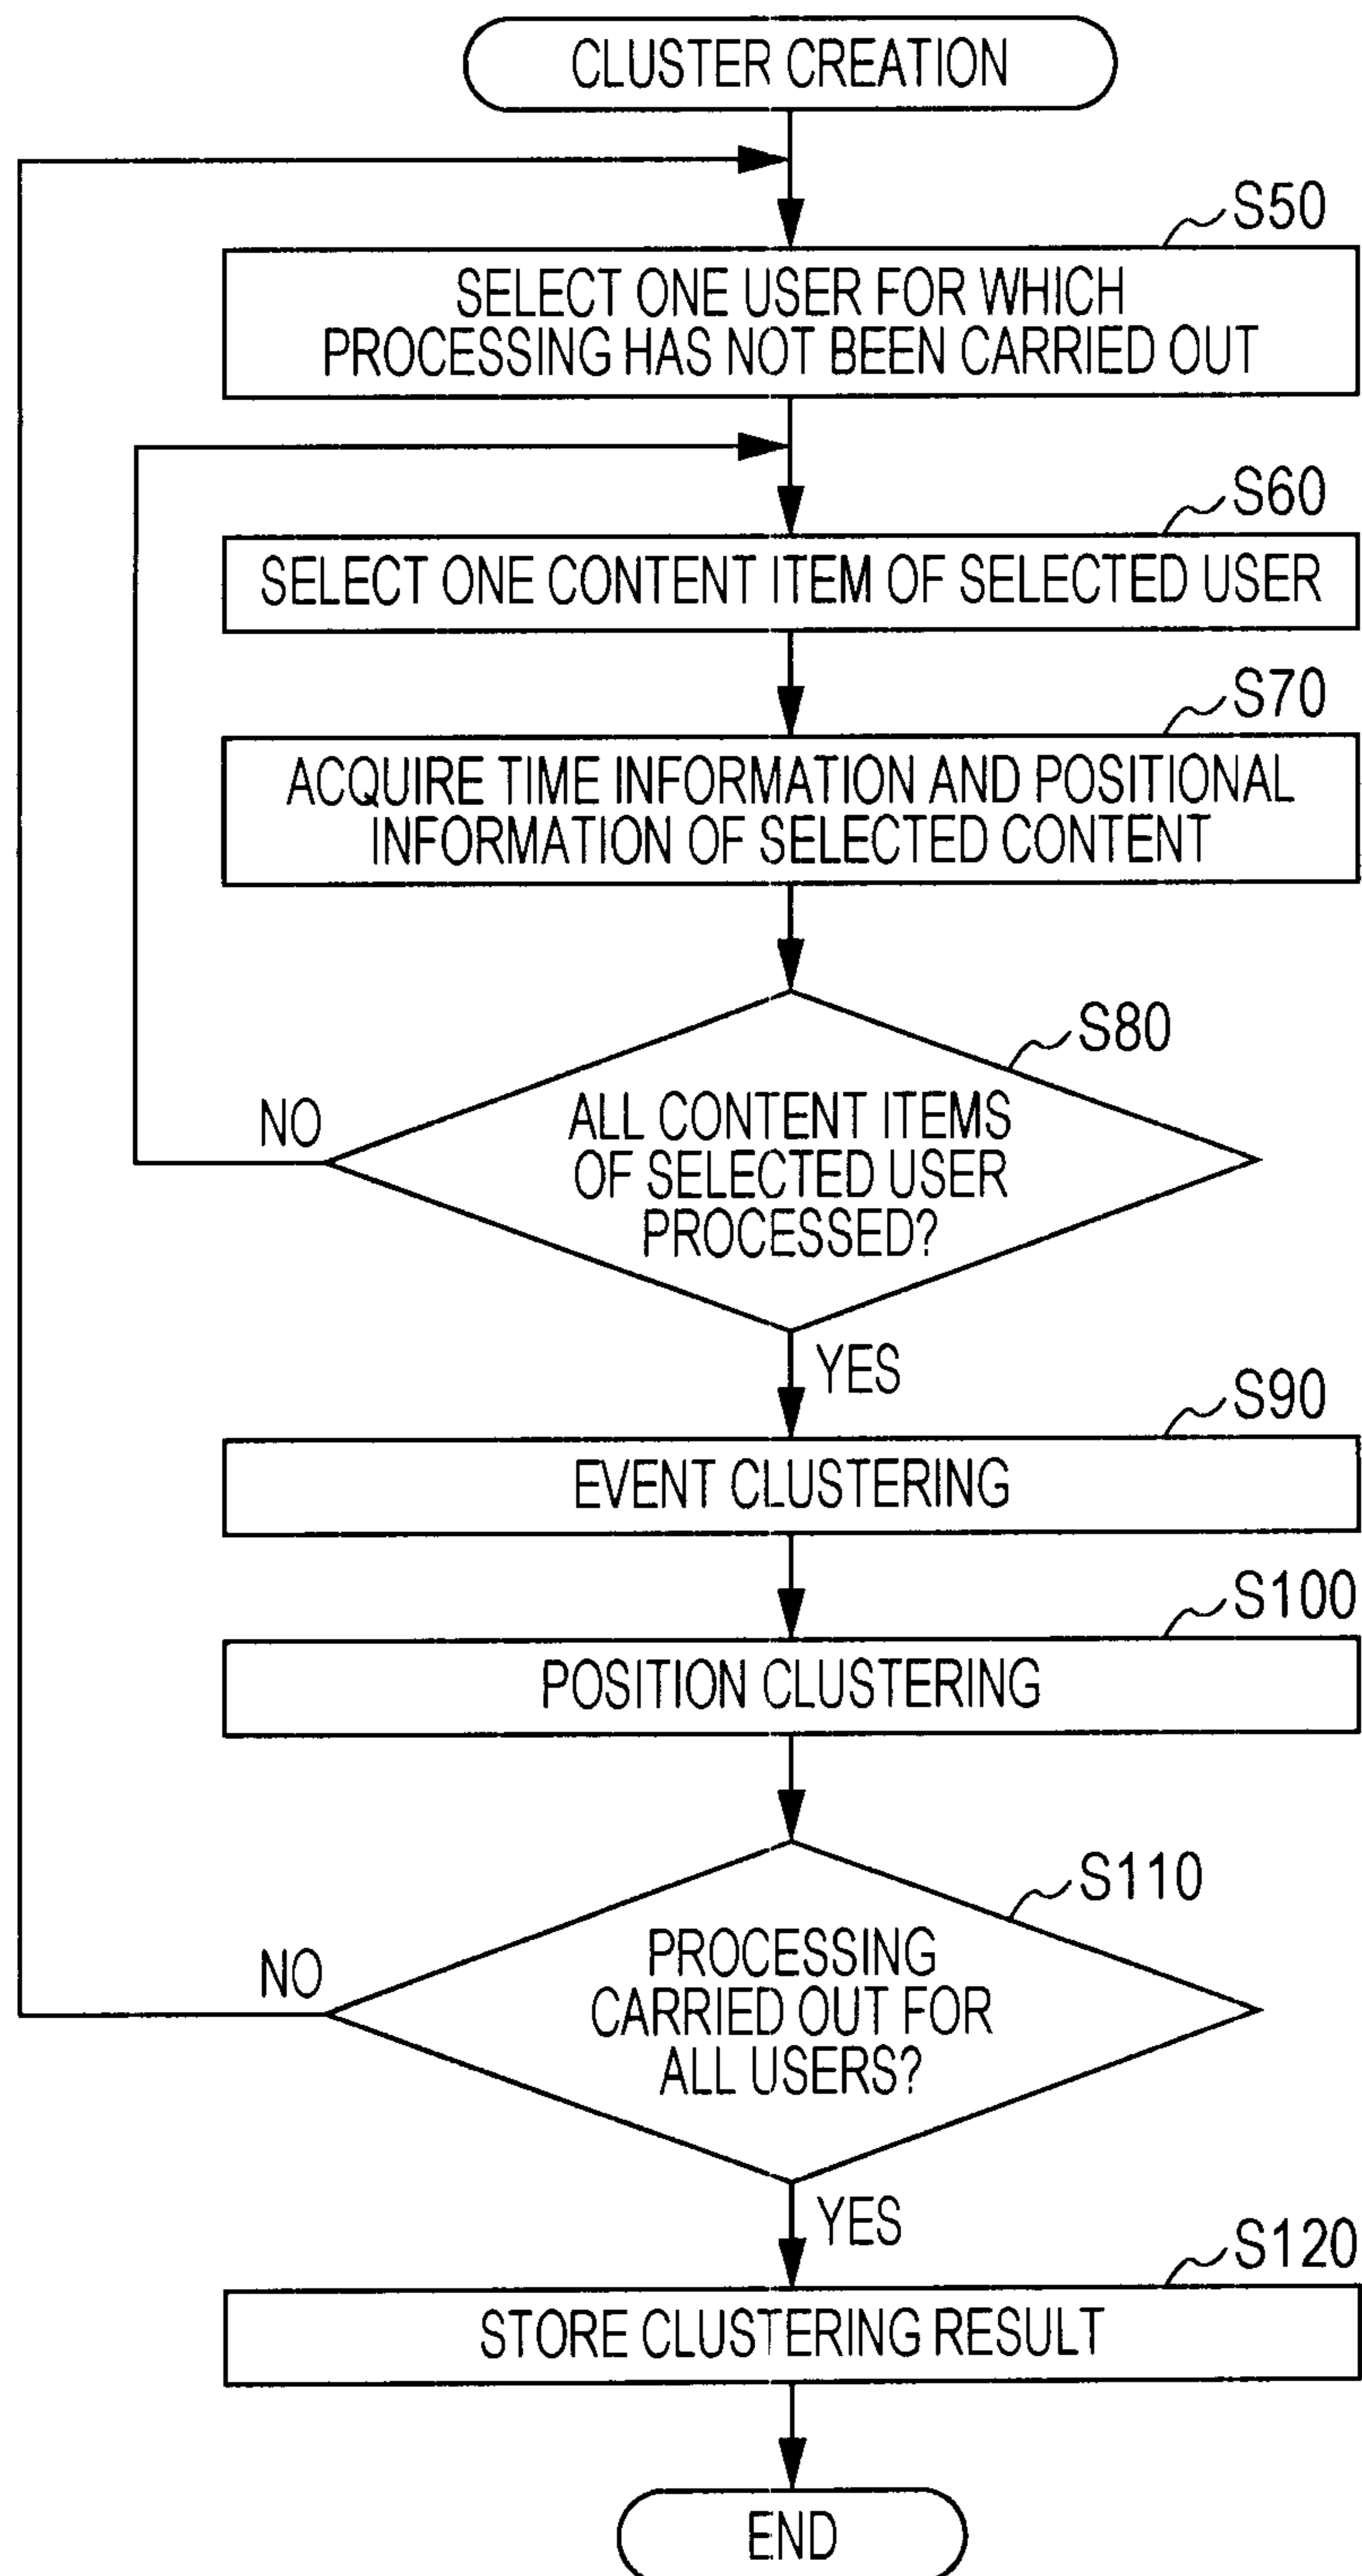 CLUSTER CREATION
S50
SELECT ONE USER FOR WHICH
PROCESSING HAS NOT BEEN CARRIED OUT
S60
SELECT ONE CONTENT ITEM OF SELECTED USER
S70
ACQUIRE TIME INFORMATION AND POSITIONAL
INFORMATION OF SELECTED CONTENT
S80
ALL CONTENT ITEMS
OF SELECTED USER
PROCESSED?
NO
YES
S90
EVENT CLUSTERING
S100
POSITION CLUSTERING
S110
PROCESSING
CARRIED OUT FOR
ALL USERS?
NO
YES
S120
STORE CLUSTERING RESULT
END